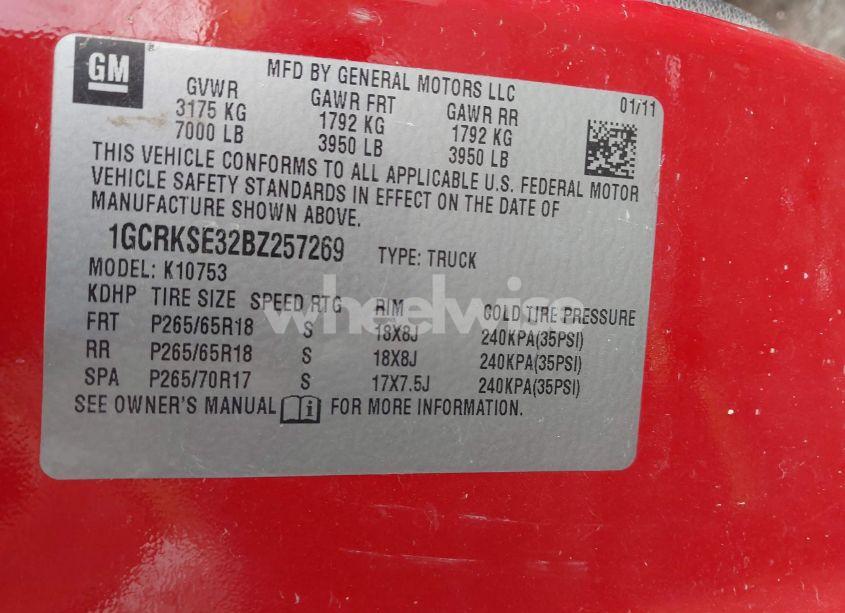 GM
MFD BY GENERAL MOTORS LLC
GVWR GAWR FRT GAWR RR 01/11
3175 KG 1792 KG 1792 KG
7000 LB 3950 LB 3950 LB
THIS VEHICLE CONFORMS TO ALL APPLICABLE U.S. FEDERAL MOTOR
VEHICLE SAFETY STANDARDS IN EFFECT ON THE DATE OF
MANUFACTURE SHOWN ABOVE.
1GCRKSE32BZ257269 TYPE: TRUCK
MODEL: K10753
KDHP TIRE SIZE SPEED RTG RIM COLD TIRE PRESSURE
FRT P265/65R18 S 18X8J 240KPA(35PSI)
RR P265/65R18 S 18X8J 240KPA(35PSI)
SPA P265/70R17 S 17X7.5J 240KPA(35PSI)
SEE OWNER'S MANUAL i FOR MORE INFORMATION.
wheelwise